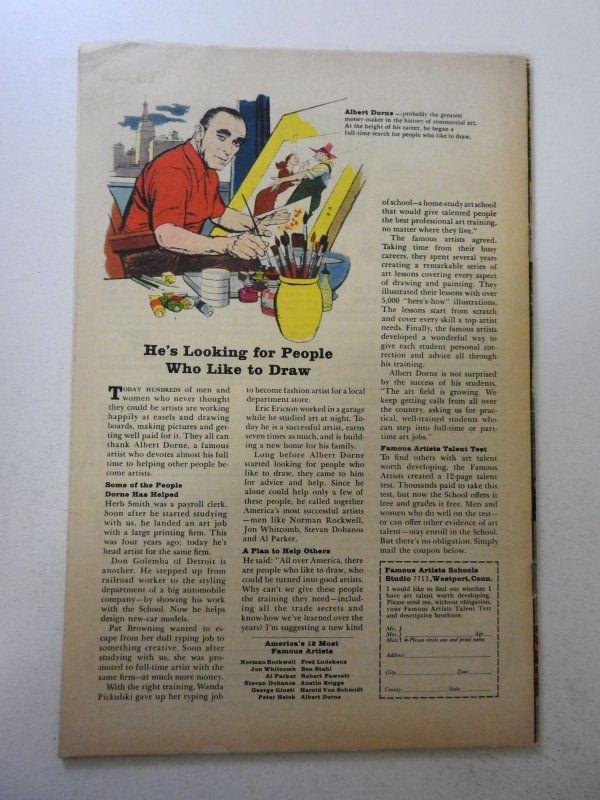 Albert Dorne—probably the greatest
money-maker in the history of commercial art.
At the height of his career, he began a
full-time search for people who like to draw.
He's Looking for People
Who Like to Draw
TODAY HUNDREDS of men and
women who never thought
they could be artists are working
happily at easels and drawing
boards, making pictures and get-
ting well paid for it. They all can
thank Albert Dorne, a famous
artist who devotes almost his full
time to helping other people be-
come artists.
Some of the People
Dorne Has Helped
Herb Smith was a payroll clerk.
Soon after he started studying
with us, he landed an art job
with a large printing firm. This
was four years ago: today he's
head artist for the same firm.
Don Golemba of Detroit is
another. He stepped up from
railroad worker to the styling
department of a big automobile
company—by showing his work
with the School. Now he helps
design new-car models.
Pat Browning wanted to es-
cape from her dull typing job to
something creative. Soon after
studying with us, she was pro-
moted to full-time artist with the
same firm—at much more money.
With the right training, Wanda
Pickulski gave up her typing job
to become fashion artist for a local
department store.
Eric Ericson worked in a garage
while he studied art at night. To-
day he is a successful artist, earns
seven times as much, and is build-
ing a new home for his family.
Long before Albert Dorne
started looking for people who
like to draw, they came to him
for advice and help. Since he
alone could help only a few of
these people, he called together
America's most successful artists
—men like Norman Rockwell,
Jon Whitcomb, Stevan Dohanos
and Al Parker.
A Plan to Help Others
He said: "All over America, there
are people who like to draw, who
could be turned into good artists.
Why can't we give these people
the training they need—includ-
ing all the trade secrets and
know-how we've learned over the
years? I'm suggesting a new kind
America's 12 Most
Famous Artists
Norman Rockwell Fred Ludekens
Jon Whitcomb Ben Stahl
Al Parker Robert Fawcett
Stevan Dohanos Austin Briggs
George Giusti Harold Von Schmidt
Peter Helck Albert Dorne
of school—a home-study art school
that would give talented people
the best professional art training,
no matter where they live."
The famous artists agreed.
Taking time from their busy
careers, they spent several years
creating a remarkable series of
art lessons covering every aspect
of drawing and painting. They
illustrated their lessons with over
5,000 "here's-how" illustrations.
The lessons start from scratch
and cover every skill a top artist
needs. Finally, the famous artists
developed a wonderful way to
give each student personal cor-
rection and advice all through
his training.
Albert Dorne is not surprised
by the success of his students.
"The art field is growing. We
keep getting calls from all over
the country, asking us for prac-
tical, well-trained students who
can step into full-time or part-
time art jobs."
Famous Artists Talent Test
To find others with art talent
worth developing, the Famous
Artists created a 12-page talent
test. Thousands paid to take this
test, but now the School offers it
free and grades it free. Men and
women who do well on the test—
or can offer other evidence of art
talent—may enroll in the School.
But there's no obligation. Simply
mail the coupon below.
Famous Artists Schools
Studio 7713, Westport, Conn.
I would like to find out whether I
have art talent worth developing.
Please send me, without obligation,
your Famous Artists Talent Test
and descriptive brochure.
Mr.
Mrs. Age
Miss Please circle one and print name
Address
City Zone
County State